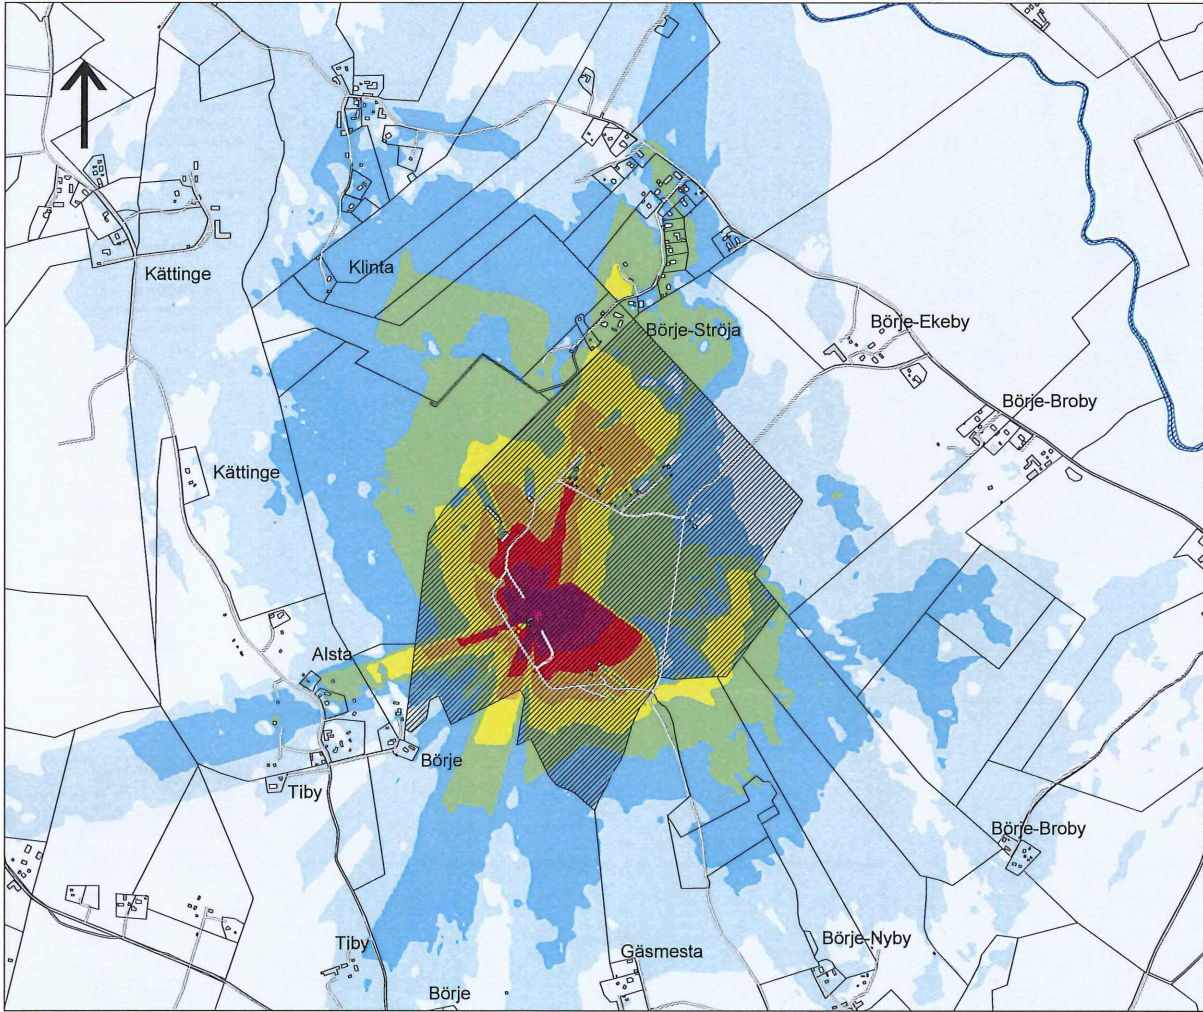 Kättinge
Klinta
Börje-Ströja
Börje-Ekeby
Börje-Broby
Kättinge
Alsta
Börje
Tiby
Börje-Broby
Tiby
Gäsmesta
Börje-Nyby
Börje